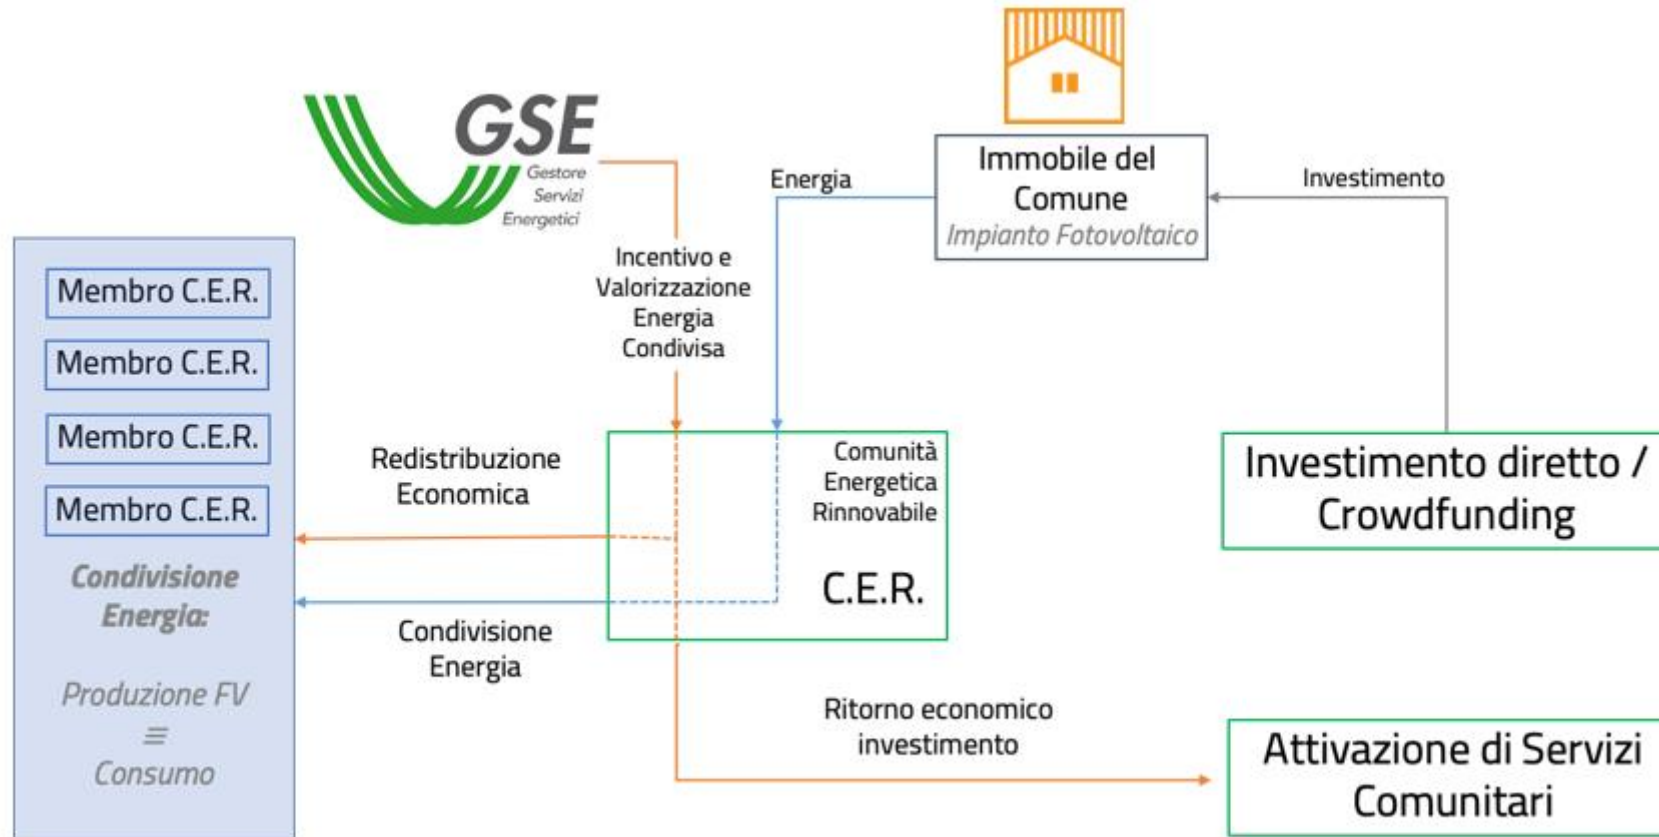 GSE
Gestore
Servizi
Energetici
Immobile del
Comune
Impianto Fotovoltaico
Energia
Investimento
Incentivo e
Valorizzazione
Energia
Condivisa
Membro C.E.R.
Membro C.E.R.
Membro C.E.R.
Membro C.E.R.
Condivisione
Energia:
Produzione FV
≡
Consumo
Redistribuzione
Economica
Condivisione
Energia
Comunità
Energetica
Rinnovabile
C.E.R.
Investimento diretto /
Crowdfunding
Ritorno economico
investimento
Attivazione di Servizi
Comunitari